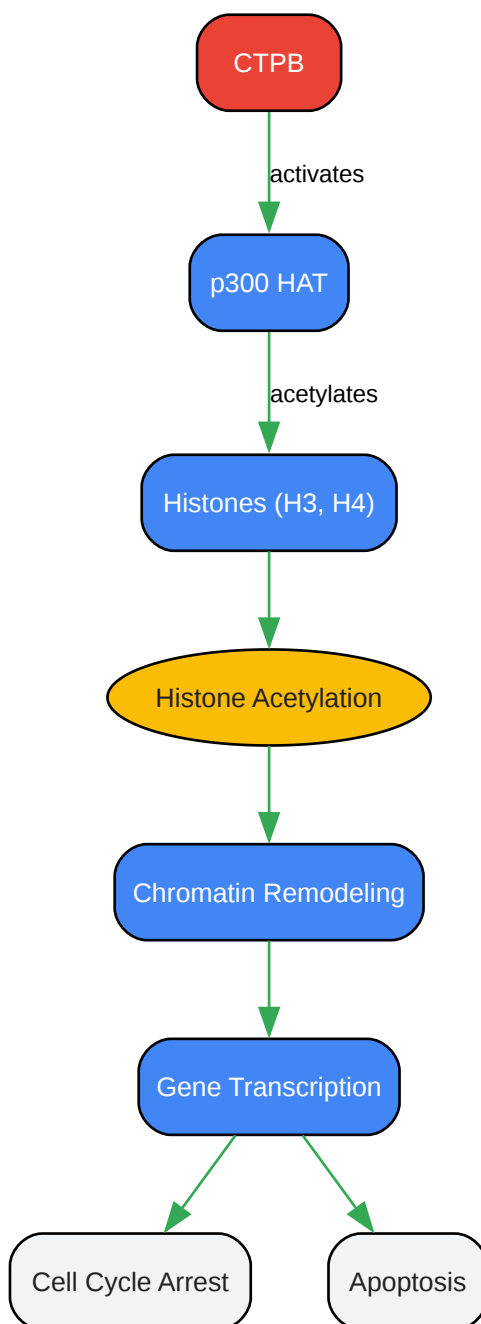 CTPB
activates
p300 HAT
acetylates
Histones (H3, H4)
Histone Acetylation
Chromatin Remodeling
Gene Transcription
Cell Cycle Arrest
Apoptosis